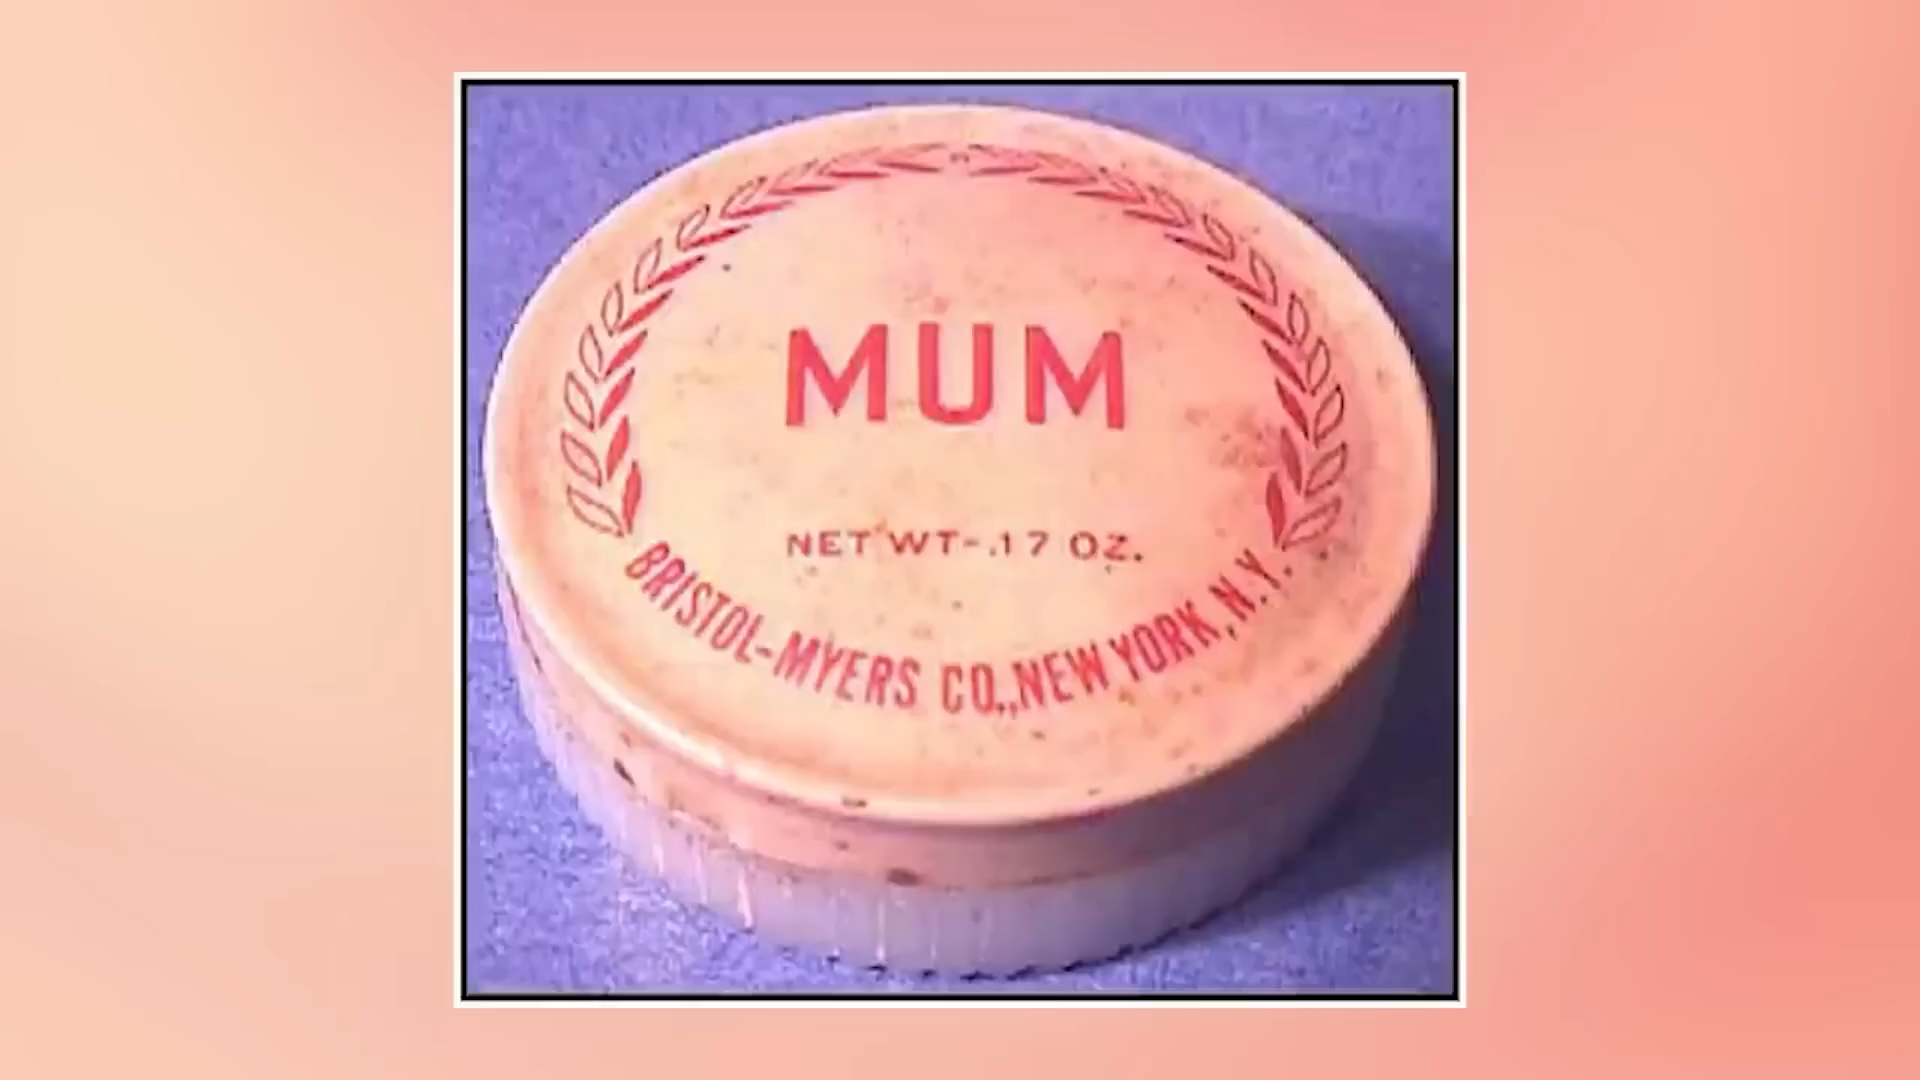 MUM
NET WT-.17 OZ.
BRISTOL-MYERS CO., NEW YORK, N.Y.